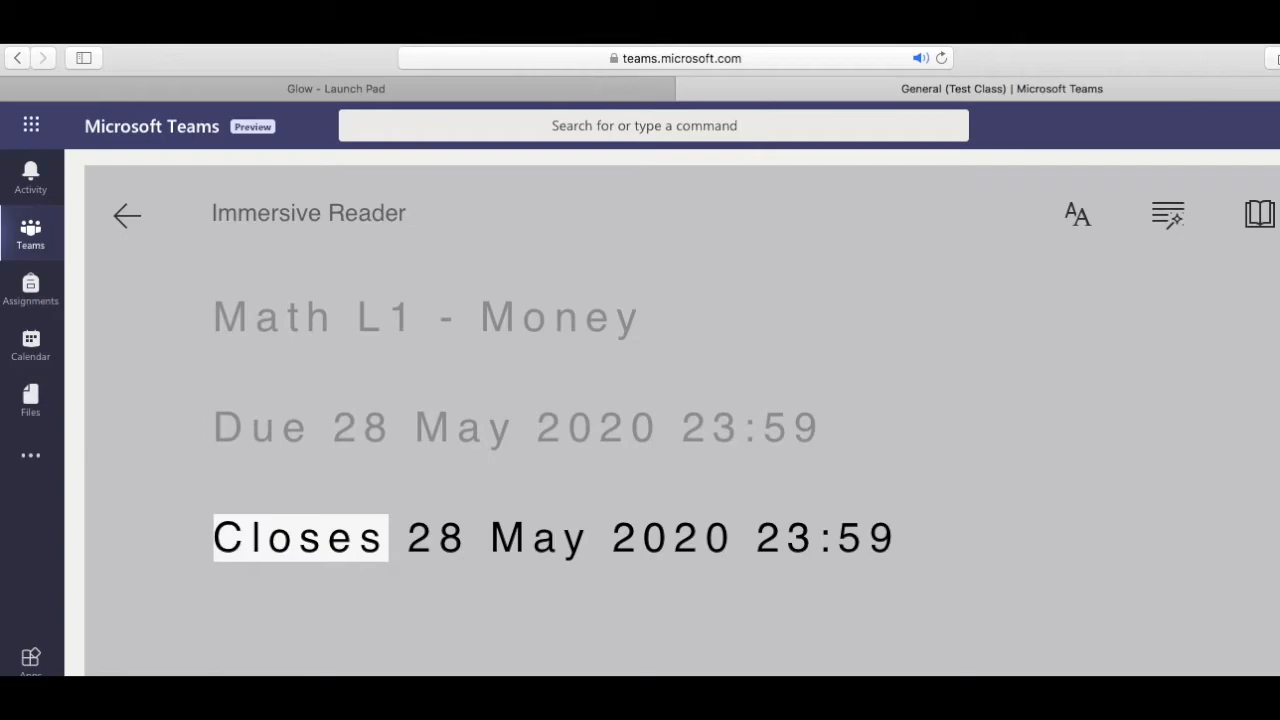 teams.microsoft.com
Glow - Launch Pad
General (Test Class) | Microsoft Teams
Microsoft Teams Preview
Search for or type a command
Activity
Teams
Assignments
Calendar
Files
Apps
Immersive Reader
Math L1 - Money
Due 28 May 2020 23:59
Closes 28 May 2020 23:59